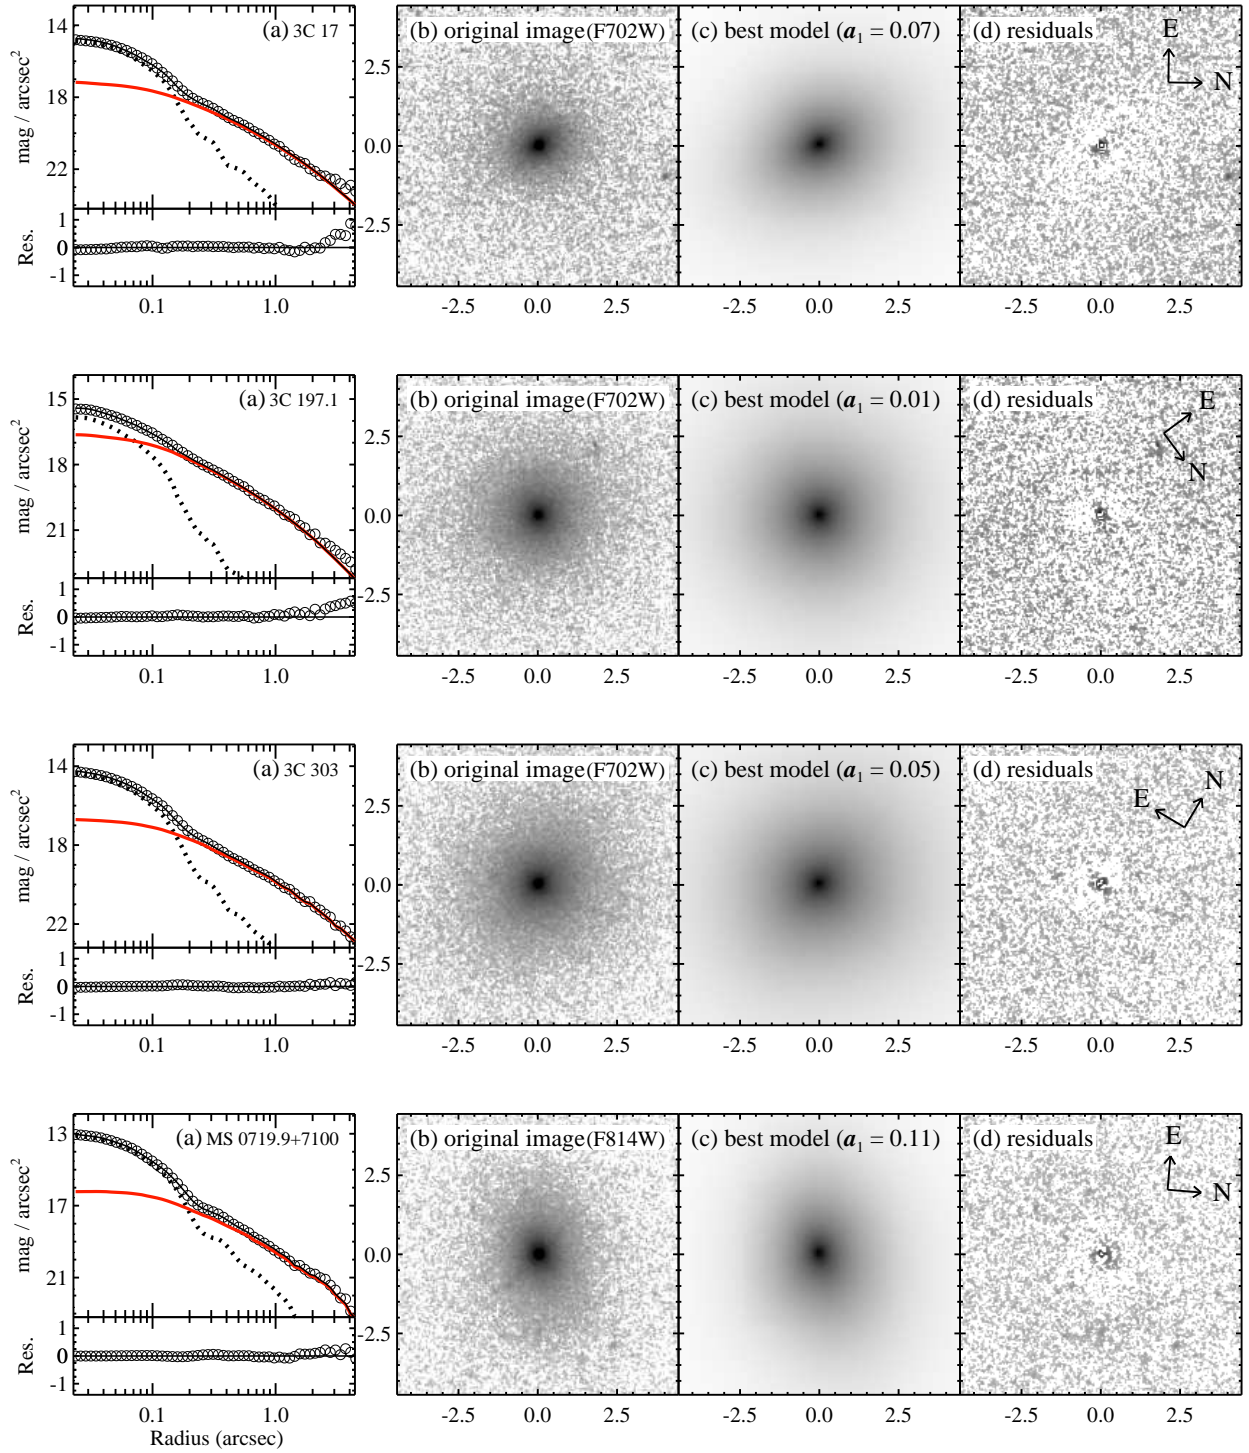 (a) 3C 17
(b) original image(F702W)
(c) best model (a1 = 0.07)
(d) residuals
E
N
mag / arcsec2
14
18
22
Res.
1
0
-1
0.1 1.0
2.5
0.0
-2.5
-2.5 0.0 2.5
-2.5 0.0 2.5
-2.5 0.0 2.5
(a) 3C 197.1
(b) original image(F702W)
(c) best model (a1 = 0.01)
(d) residuals
E
N
mag / arcsec2
15
18
21
Res.
1
0
-1
0.1 1.0
2.5
0.0
-2.5
-2.5 0.0 2.5
-2.5 0.0 2.5
-2.5 0.0 2.5
(a) 3C 303
(b) original image(F702W)
(c) best model (a1 = 0.05)
(d) residuals
E
N
mag / arcsec2
14
18
22
Res.
1
0
-1
0.1 1.0
2.5
0.0
-2.5
-2.5 0.0 2.5
-2.5 0.0 2.5
-2.5 0.0 2.5
(a) MS 0719.9+7100
(b) original image(F814W)
(c) best model (a1 = 0.11)
(d) residuals
E
N
mag / arcsec2
13
17
21
Res.
1
0
-1
0.1 1.0
Radius (arcsec)
2.5
0.0
-2.5
-2.5 0.0 2.5
-2.5 0.0 2.5
-2.5 0.0 2.5